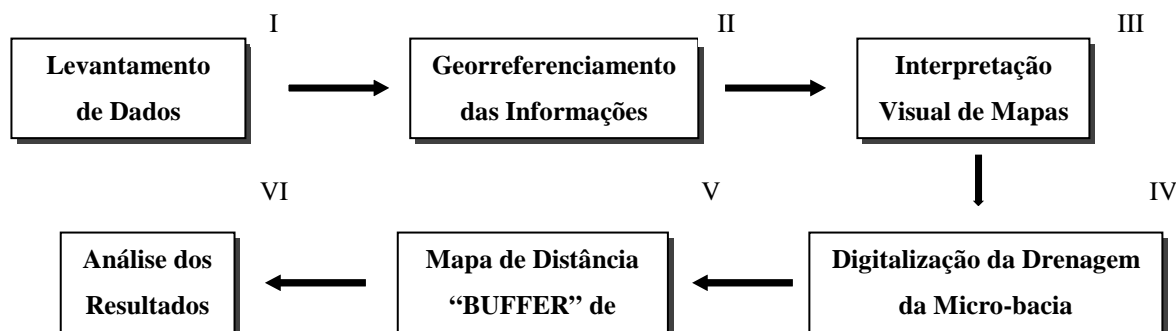 I
Levantamento
de Dados
II
Georreferenciamento
das Informações
III
Interpretação
Visual de Mapas
IV
Digitalização da Drenagem
da Micro-bacia
V
Mapa de Distância
“BUFFER” de
VI
Análise dos
Resultados